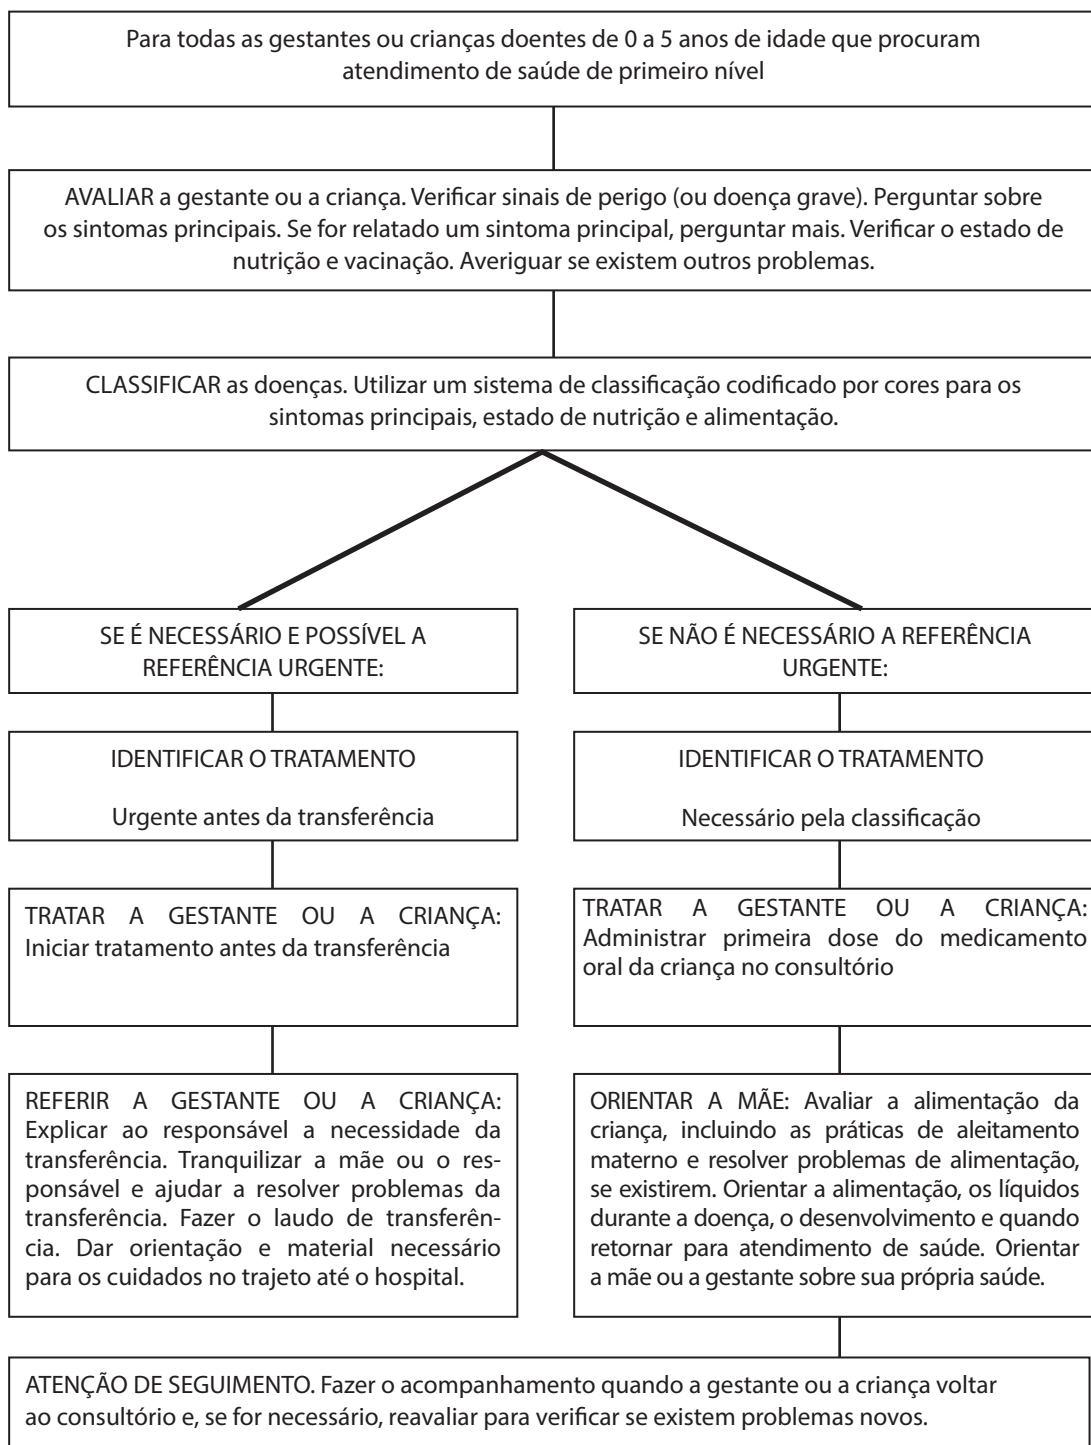 Para todas as gestantes ou crianças doentes de 0 a 5 anos de idade que procuram
atendimento de saúde de primeiro nível
AVALIAR a gestante ou a criança. Verificar sinais de perigo (ou doença grave). Perguntar sobre
os sintomas principais. Se for relatado um sintoma principal, perguntar mais. Verificar o estado de
nutrição e vacinação. Averiguar se existem outros problemas.
CLASSIFICAR as doenças. Utilizar um sistema de classificação codificado por cores para os
sintomas principais, estado de nutrição e alimentação.
SE É NECESSÁRIO E POSSÍVEL A
REFERÊNCIA URGENTE:
IDENTIFICAR O TRATAMENTO
Urgente antes da transferência
TRATAR A GESTANTE OU A CRIANÇA:
Iniciar tratamento antes da transferência
REFERIR A GESTANTE OU A CRIANÇA:
Explicar ao responsável a necessidade da
transferência. Tranquilizar a mãe ou o res-
ponsável e ajudar a resolver problemas da
transferência. Fazer o laudo de transferên-
cia. Dar orientação e material necessário
para os cuidados no trajeto até o hospital.
SE NÃO É NECESSÁRIO A REFERÊNCIA
URGENTE:
IDENTIFICAR O TRATAMENTO
Necessário pela classificação
TRATAR A GESTANTE OU A CRIANÇA:
Administrar primeira dose do medicamento
oral da criança no consultório
ORIENTAR A MÃE: Avaliar a alimentação da
criança, incluindo as práticas de aleitamento
materno e resolver problemas de alimentação,
se existirem. Orientar a alimentação, os líquidos
durante a doença, o desenvolvimento e quando
retornar para atendimento de saúde. Orientar
a mãe ou a gestante sobre sua própria saúde.
ATENÇÃO DE SEGUIMENTO. Fazer o acompanhamento quando a gestante ou a criança voltar
ao consultório e, se for necessário, reavaliar para verificar se existem problemas novos.